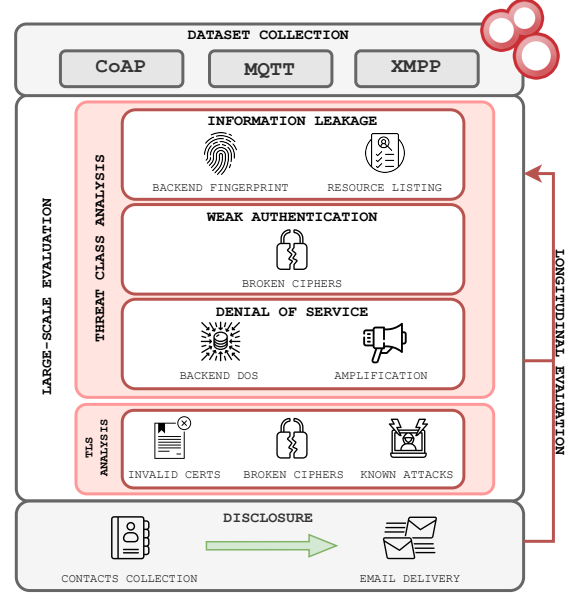 DATASET COLLECTION
CoAP
MQTT
XMPP
LARGE-SCALE EVALUATION
THREAT CLASS ANALYSIS
INFORMATION LEAKAGE
BACKEND FINGERPRINT
RESOURCE LISTING
WEAK AUTHENTICATION
BROKEN CIPHERS
DENIAL OF SERVICE
BACKEND DOS
AMPLIFICATION
TLS
ANALYSIS
INVALID CERTS
BROKEN CIPHERS
KNOWN ATTACKS
LONGITUDINAL EVALUATION
DISCLOSURE
CONTACTS COLLECTION
EMAIL DELIVERY